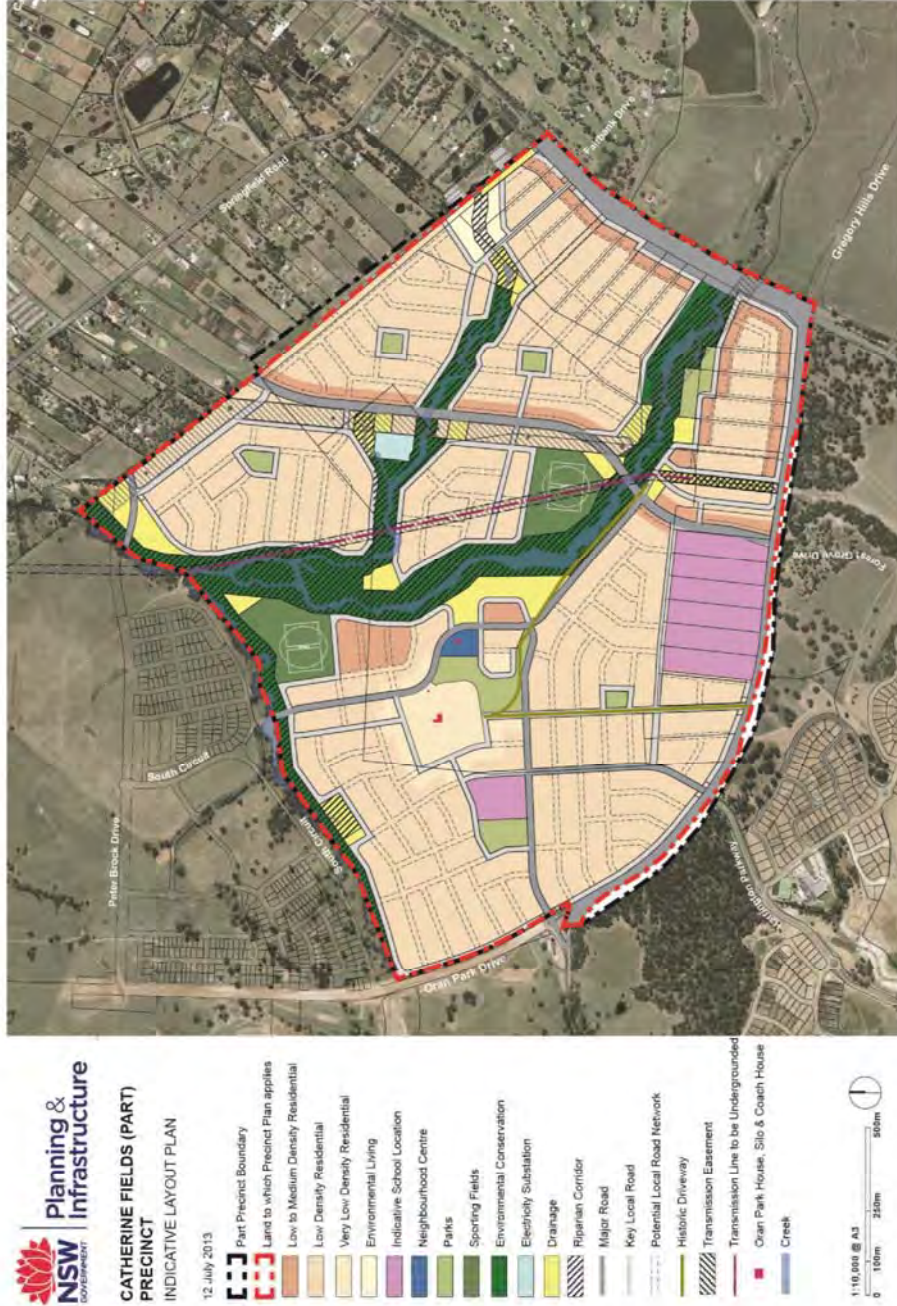 NSW
GOVERNMENT
Planning &
Infrastructure
CATHERINE FIELDS (PART)
PRECINCT
INDICATIVE LAYOUT PLAN
12 July 2013
Part Precinct Boundary
Land to which Precinct Plan applies
Low to Medium Density Residential
Low Density Residential
Very Low Density Residential
Environmental Living
Indicative School Location
Neighbourhood Centre
Parks
Sporting Fields
Environmental Conservation
Electricity Substation
Drainage
Riparian Corridor
Major Road
Key Local Road
Potential Local Road Network
Historic Driveway
Transmission Easement
Transmission Line to be Undergrounded
Oran Park House, Silo & Coach House
Creek
1:10,000 @ A3
0 100m 250m 500m
Peter Brock Drive
South Circuit
South Circuit
Oran Park Drive
Harrington Parkway
Springfield Road
Forest Grove Drive
Fairbank Drive
Gregory Hills Drive